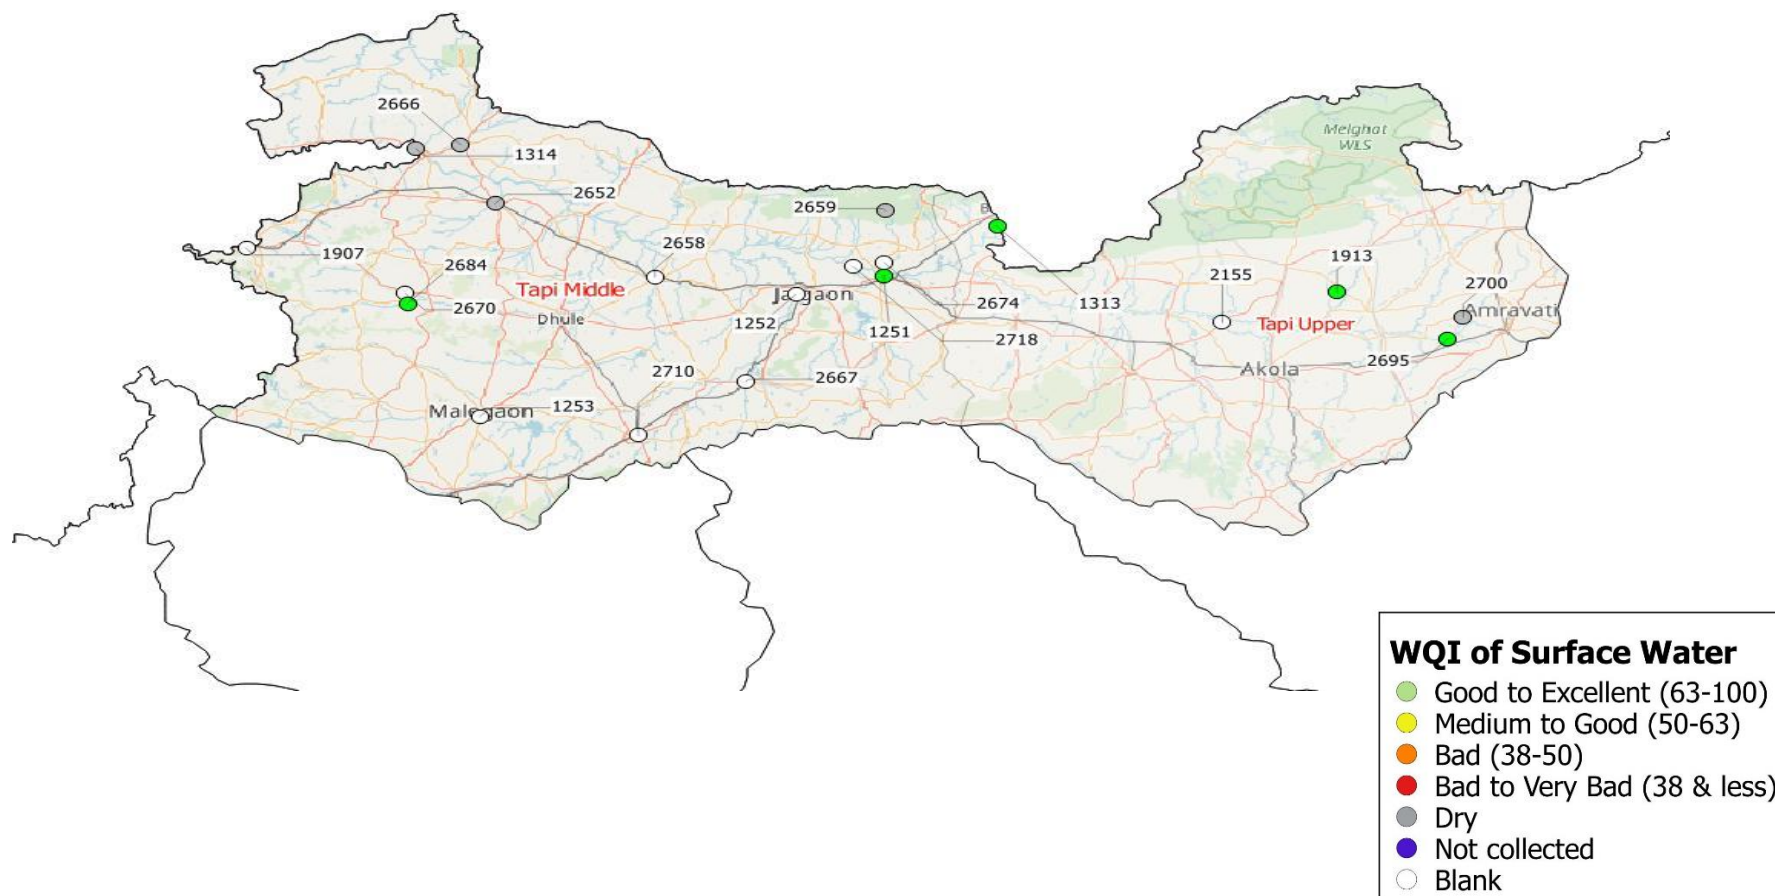 2666
Melghat
WLS
1314
2652
2659
B
2658
1907
2684
1913
2155
2700
Tapi Middle
Jalgaon
2674
1313
2670
Amravati
Dhule
1252
1251
Tapi Upper
2718
2695
2710
Akola
2667
Malegaon
1253
WQI of Surface Water
Good to Excellent (63-100)
Medium to Good (50-63)
Bad (38-50)
Bad to Very Bad (38 & less)
Dry
Not collected
Blank